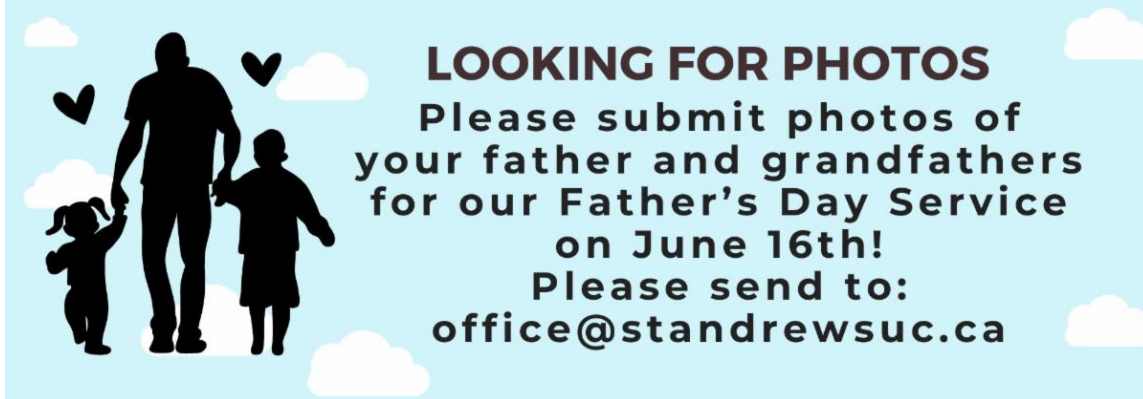 LOOKING FOR PHOTOS
Please submit photos of
your father and grandfathers
for our Father’s Day Service
on June 16th!
Please send to:
office@standrewsuc.ca